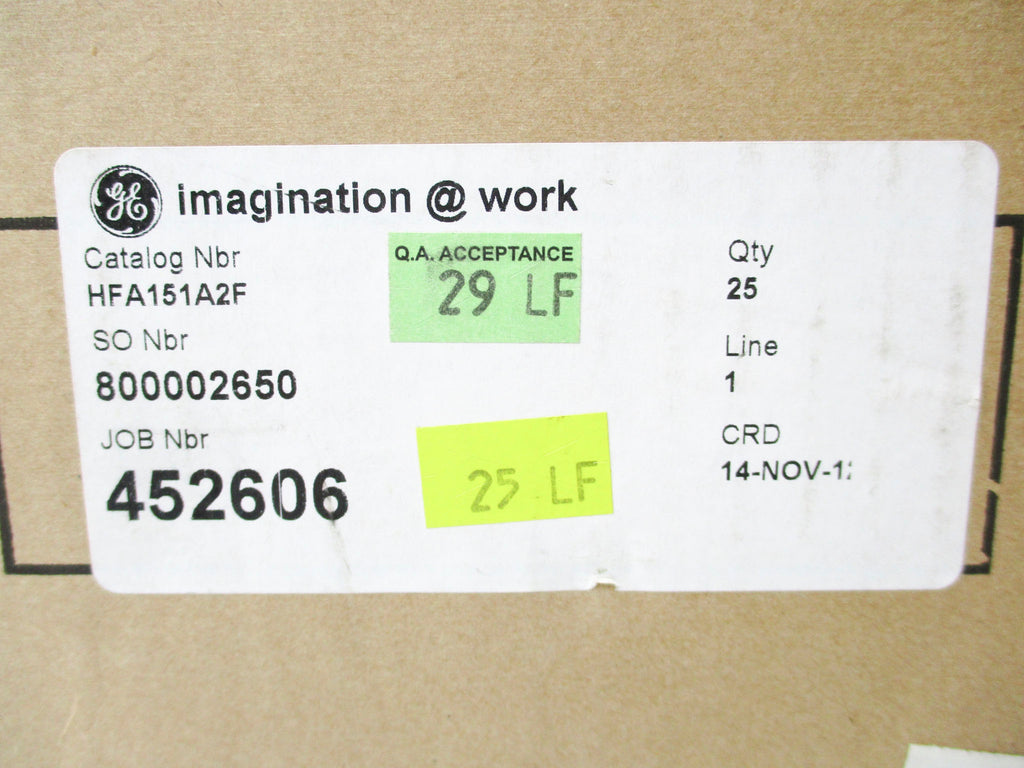 GE imagination @ work
Catalog Nbr
HFA151A2F
SO Nbr
800002650
JOB Nbr
452606
Q.A. ACCEPTANCE
29 LF
25 LF
Qty
25
Line
1
CRD
14-NOV-1